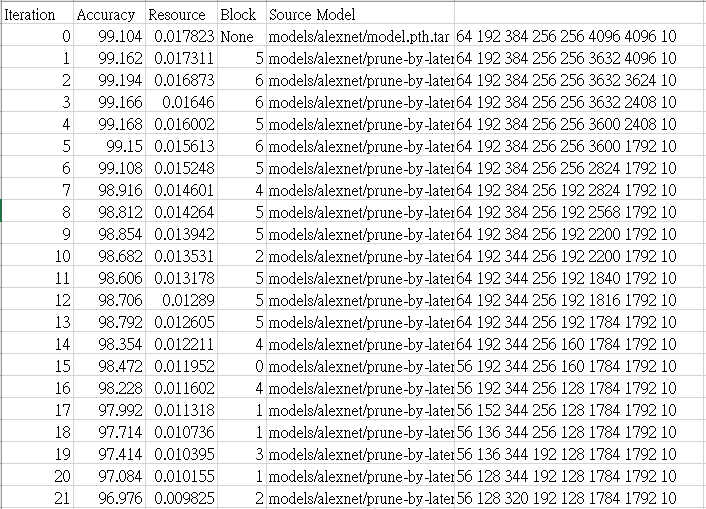 Iteration Accuracy Resource Block Source Model
0 99.104 0.017823 None models/alexnet/model.pth.tar 64 192 384 256 256 4096 4096 10
1 99.162 0.017311 5 models/alexnet/prune-by-later 64 192 384 256 256 3632 4096 10
2 99.194 0.016873 6 models/alexnet/prune-by-later 64 192 384 256 256 3632 3624 10
3 99.166 0.01646 6 models/alexnet/prune-by-later 64 192 384 256 256 3632 2408 10
4 99.168 0.016002 5 models/alexnet/prune-by-later 64 192 384 256 256 3600 2408 10
5 99.15 0.015613 6 models/alexnet/prune-by-later 64 192 384 256 256 3600 1792 10
6 99.108 0.015248 5 models/alexnet/prune-by-later 64 192 384 256 256 2824 1792 10
7 98.916 0.014601 4 models/alexnet/prune-by-later 64 192 384 256 192 2824 1792 10
8 98.812 0.014264 5 models/alexnet/prune-by-later 64 192 384 256 192 2568 1792 10
9 98.854 0.013942 5 models/alexnet/prune-by-later 64 192 384 256 192 2200 1792 10
10 98.682 0.013531 2 models/alexnet/prune-by-later 64 192 344 256 192 2200 1792 10
11 98.606 0.013178 5 models/alexnet/prune-by-later 64 192 344 256 192 1840 1792 10
12 98.706 0.01289 5 models/alexnet/prune-by-later 64 192 344 256 192 1816 1792 10
13 98.792 0.012605 5 models/alexnet/prune-by-later 64 192 344 256 192 1784 1792 10
14 98.354 0.012211 4 models/alexnet/prune-by-later 64 192 344 256 160 1784 1792 10
15 98.472 0.011952 0 models/alexnet/prune-by-later 56 192 344 256 160 1784 1792 10
16 98.228 0.011602 4 models/alexnet/prune-by-later 56 192 344 256 128 1784 1792 10
17 97.992 0.011318 1 models/alexnet/prune-by-later 56 152 344 256 128 1784 1792 10
18 97.714 0.010736 1 models/alexnet/prune-by-later 56 136 344 256 128 1784 1792 10
19 97.414 0.010395 3 models/alexnet/prune-by-later 56 136 344 192 128 1784 1792 10
20 97.084 0.010155 1 models/alexnet/prune-by-later 56 128 344 192 128 1784 1792 10
21 96.976 0.009825 2 models/alexnet/prune-by-later 56 128 320 192 128 1784 1792 10